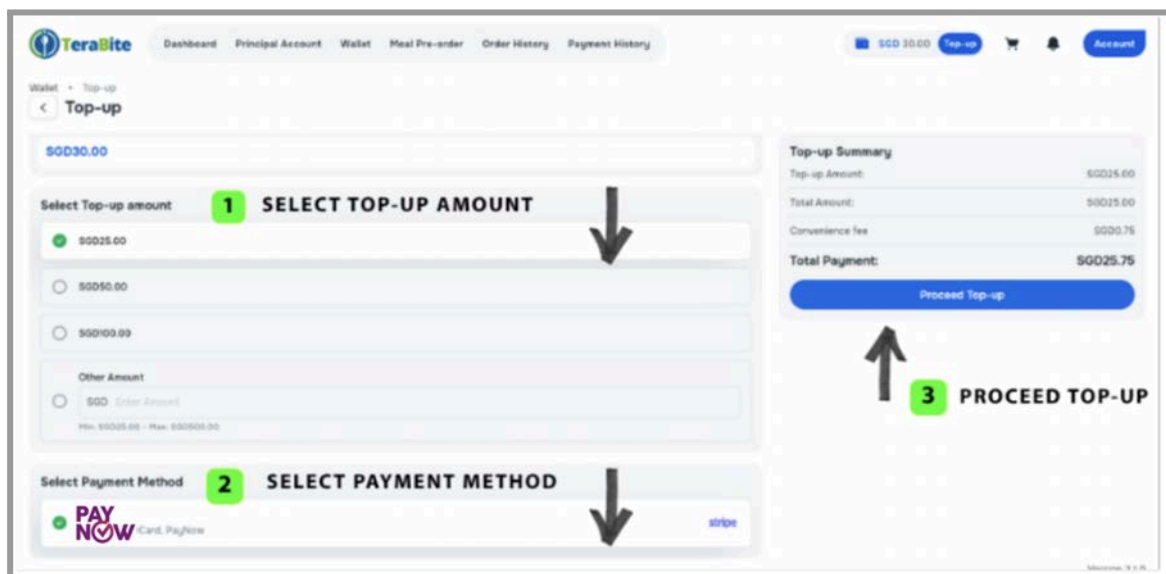 TeraBite
Dashboard Principal Account Wallet Meal Pre-order Order History Payment History
SGD 30.00 Top-up
Account
Wallet • Top-up
< Top-up
SGD30.00
Select Top-up amount
1 SELECT TOP-UP AMOUNT
SGD25.00
SGD50.00
SGD100.00
Other Amount
SGD Enter Amount
Min: SGD25.00 - Max: SGD500.00
Select Payment Method
2 SELECT PAYMENT METHOD
PAY
NOW
Card, PayNow
stripe
Top-up Summary
Top-up Amount: SGD25.00
Total Amount: SGD25.00
Convenience fee SGD0.75
Total Payment: SGD25.75
Proceed Top-up
3 PROCEED TOP-UP